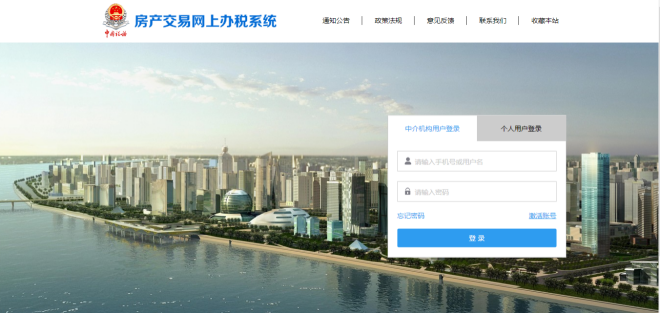 中国税务
房产交易网上办税系统
通知公告 政策法规 意见反馈 联系我们 收藏本站
中介机构用户登录 个人用户登录
请输入手机号或用户名
请输入密码
忘记密码 激活账号
登录